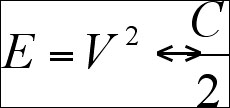 E = V² ↔ C/2